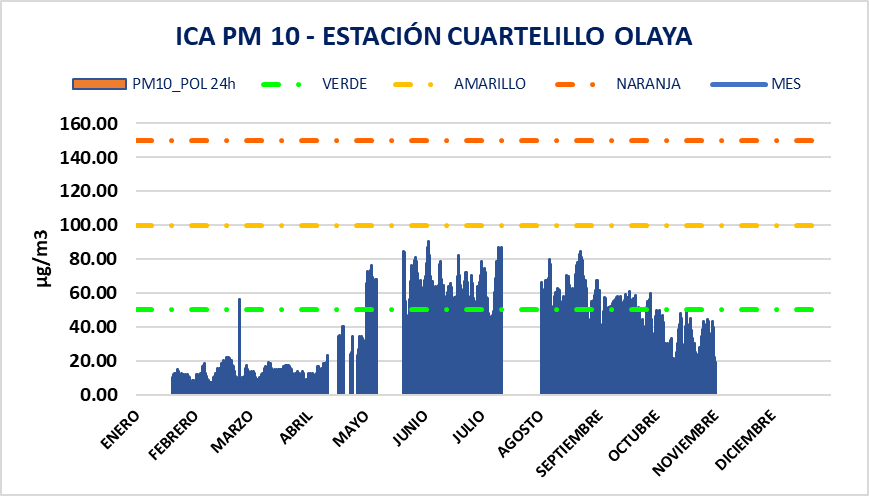 ICA PM 10 - ESTACIÓN CUARTELILLO OLAYA
PM10_POL 24h VERDE AMARILLO NARANJA MES
160.00
140.00
120.00
100.00
80.00
60.00
40.00
20.00
0.00
µg/m3
ENERO
FEBRERO
MARZO
ABRIL
MAYO
JUNIO
JULIO
AGOSTO
SEPTIEMBRE
OCTUBRE
NOVIEMBRE
DICIEMBRE